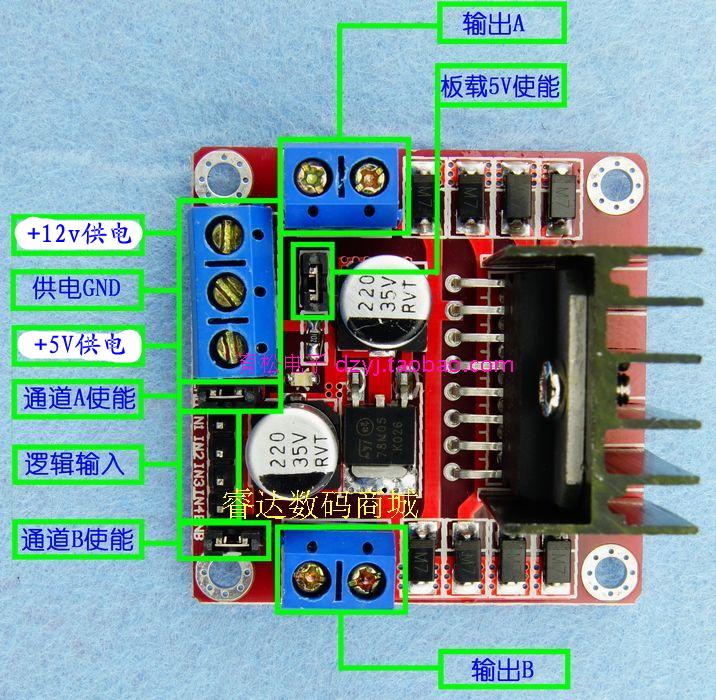 输出A
板载5V使能
+12v供电
供电GND
+5V供电
通道A使能
逻辑输入
通道B使能
输出B
220
35V
RVT
220
35V
RVT
78M05
K026
M7
M7
M7
M7
IN1 IN2 IN3 IN4 ENB
青松电子 dzyj.taobao.com
睿达数码商城